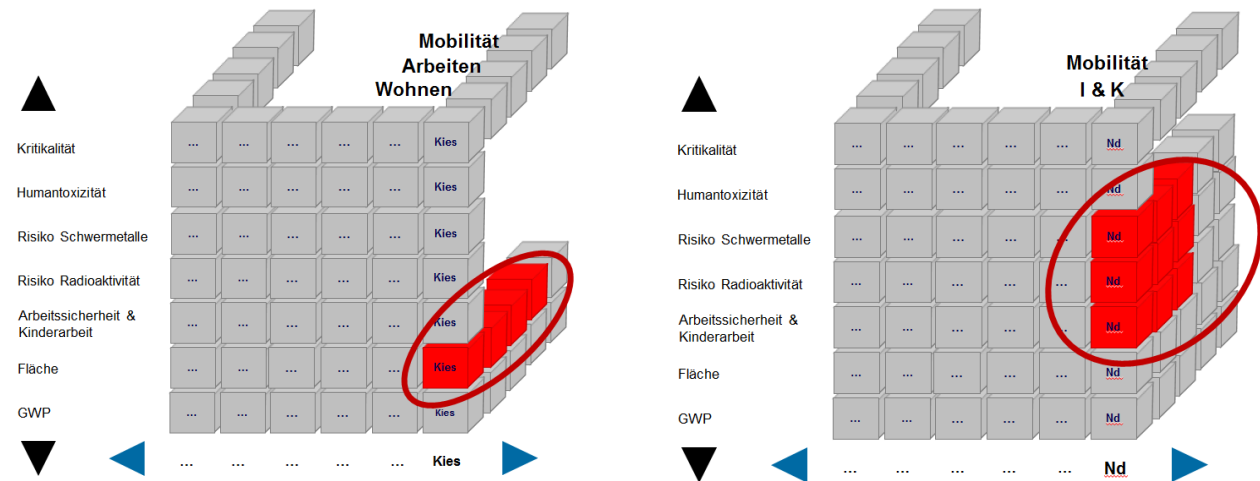 Mobilität
Arbeiten
Wohnen
Kritikalität ... ... ... ... ... Kies
Humantoxizität ... ... ... ... ... Kies
Risiko Schwermetalle ... ... ... ... ... Kies
Risiko Radioaktivität ... ... ... ... ... Kies
Arbeitssicherheit &
Kinderarbeit ... ... ... ... ... Kies
Fläche ... ... ... ... ... Kies
GWP ... ... ... ... ... Kies
... ... ... ... ... Kies
Mobilität
I & K
Kritikalität ... ... ... ... ... Nd
Humantoxizität ... ... ... ... ... Nd
Risiko Schwermetalle ... ... ... ... ... Nd
Risiko Radioaktivität ... ... ... ... ... Nd
Arbeitssicherheit &
Kinderarbeit ... ... ... ... ... Nd
Fläche ... ... ... ... ... Nd
GWP ... ... ... ... ... Nd
... ... ... ... ... Nd